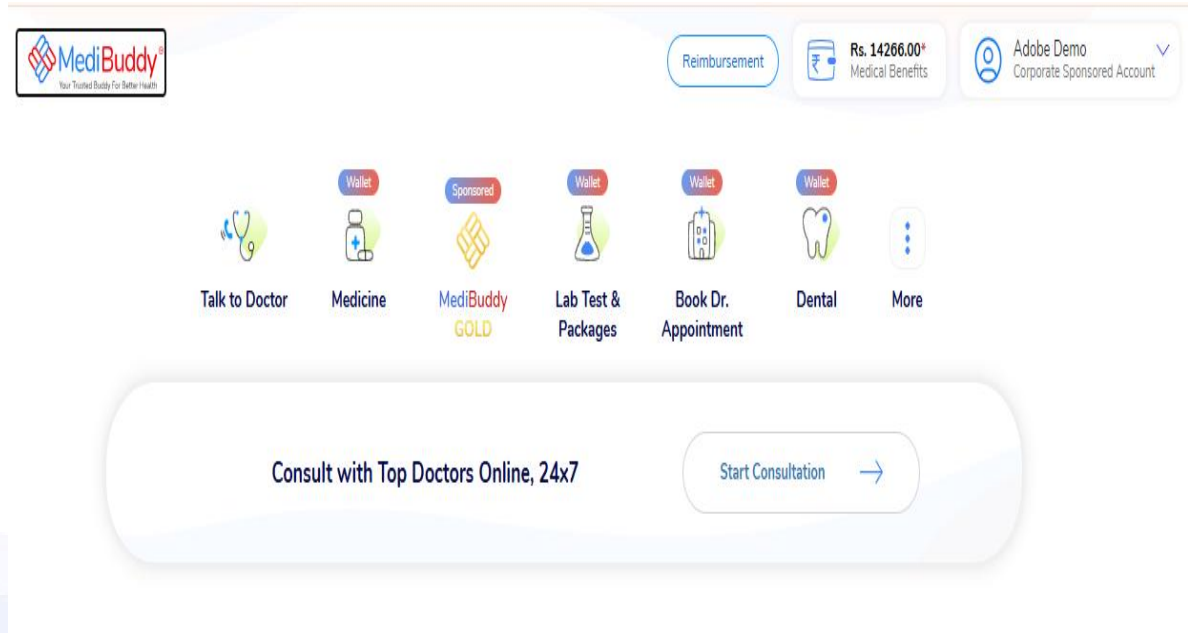 MediBuddy®
Your Trusted Buddy For Better Health
Reimbursement
Rs. 14266.00*
Medical Benefits
Adobe Demo
Corporate Sponsored Account
Wallet
Sponsored
Wallet
Wallet
Wallet
Talk to Doctor
Medicine
MediBuddy
GOLD
Lab Test &
Packages
Book Dr.
Appointment
Dental
More
Consult with Top Doctors Online, 24x7
Start Consultation